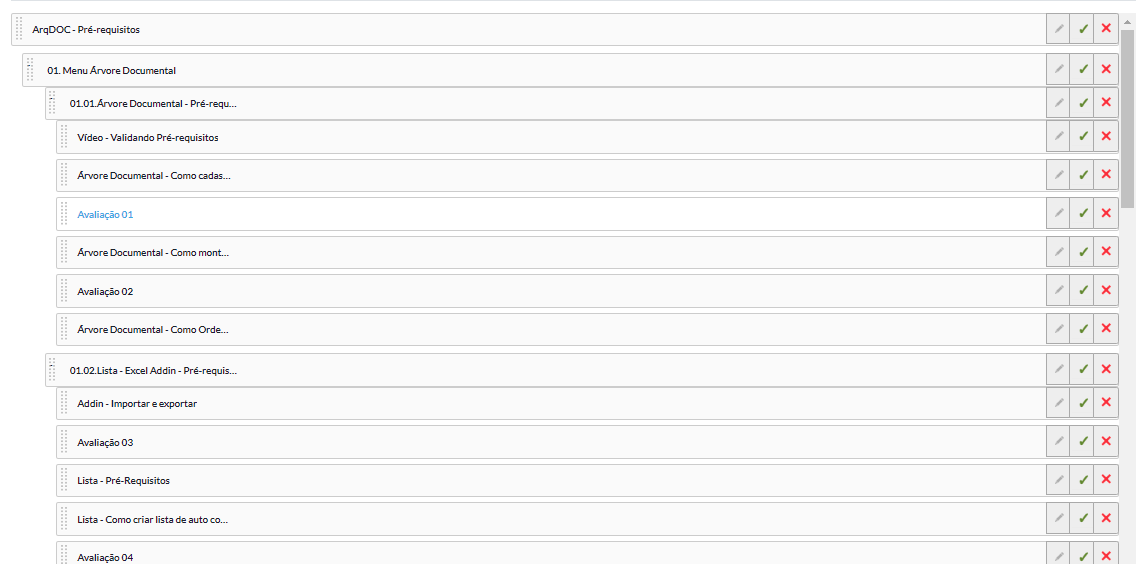 ArqDOC - Pré-requisitos
01. Menu Árvore Documental
01.01.Árvore Documental - Pré-requ...
Vídeo - Validando Pré-requisitos
Árvore Documental - Como cadas...
Avaliação 01
Árvore Documental - Como mont...
Avaliação 02
Árvore Documental - Como Orde...
01.02.Lista - Excel Addin - Pré-requis...
Addin - Importar e exportar
Avaliação 03
Lista - Pré-Requisitos
Lista - Como criar lista de auto co...
Avaliação 04